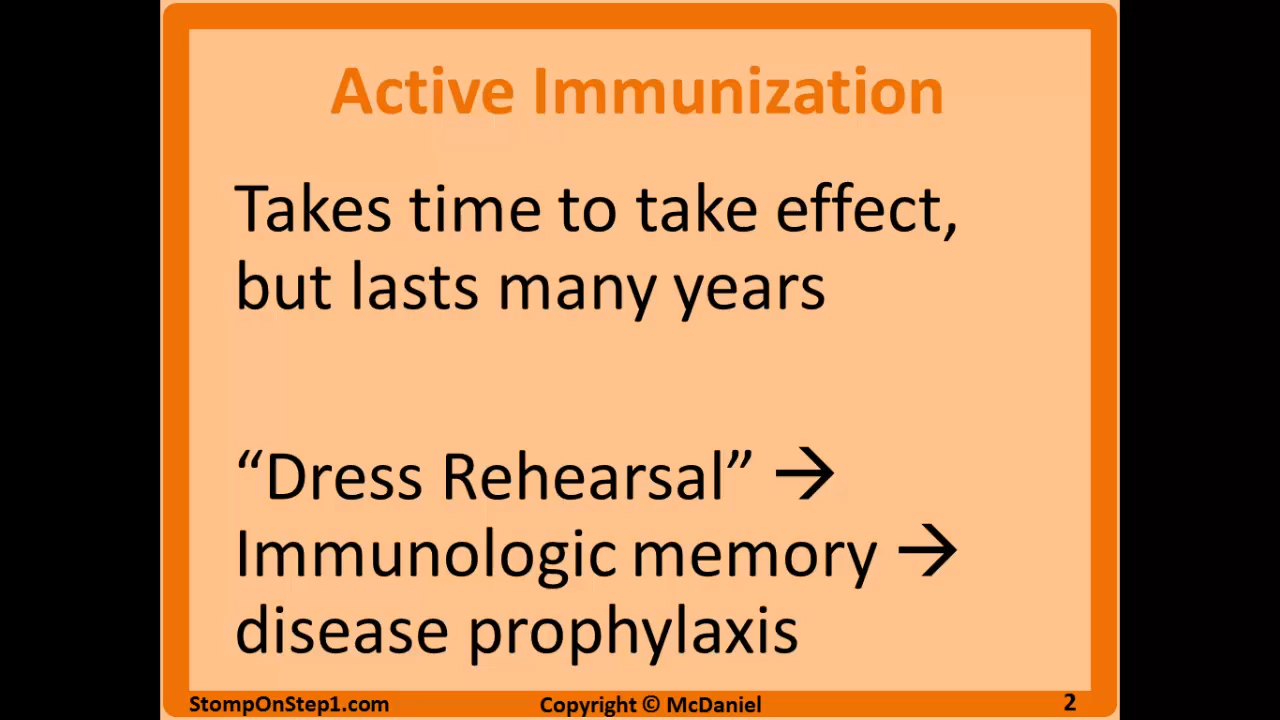 Active Immunization
Takes time to take effect,
but lasts many years
“Dress Rehearsal” →
Immunologic memory →
disease prophylaxis
StompOnStep1.com
Copyright © McDaniel
2